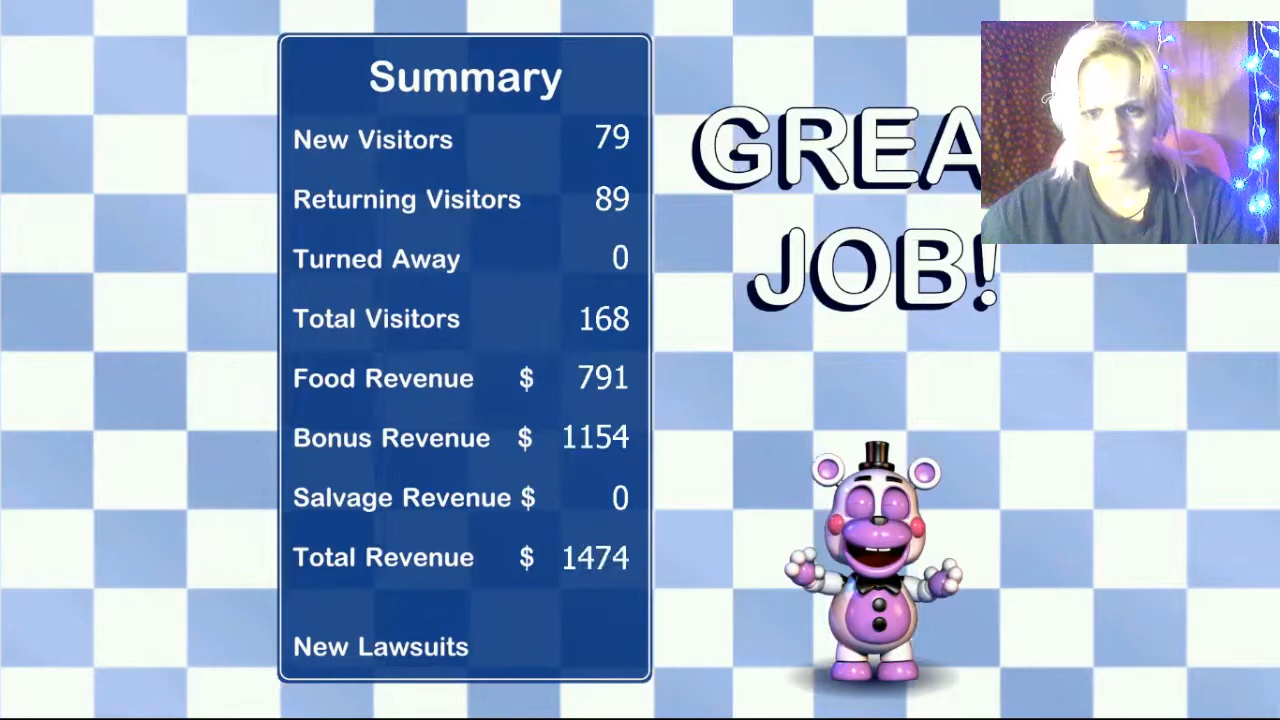 Summary
New Visitors 79
Returning Visitors 89
Turned Away 0
Total Visitors 168
Food Revenue $ 791
Bonus Revenue $ 1154
Salvage Revenue $ 0
Total Revenue $ 1474
New Lawsuits
GREA
JOB!